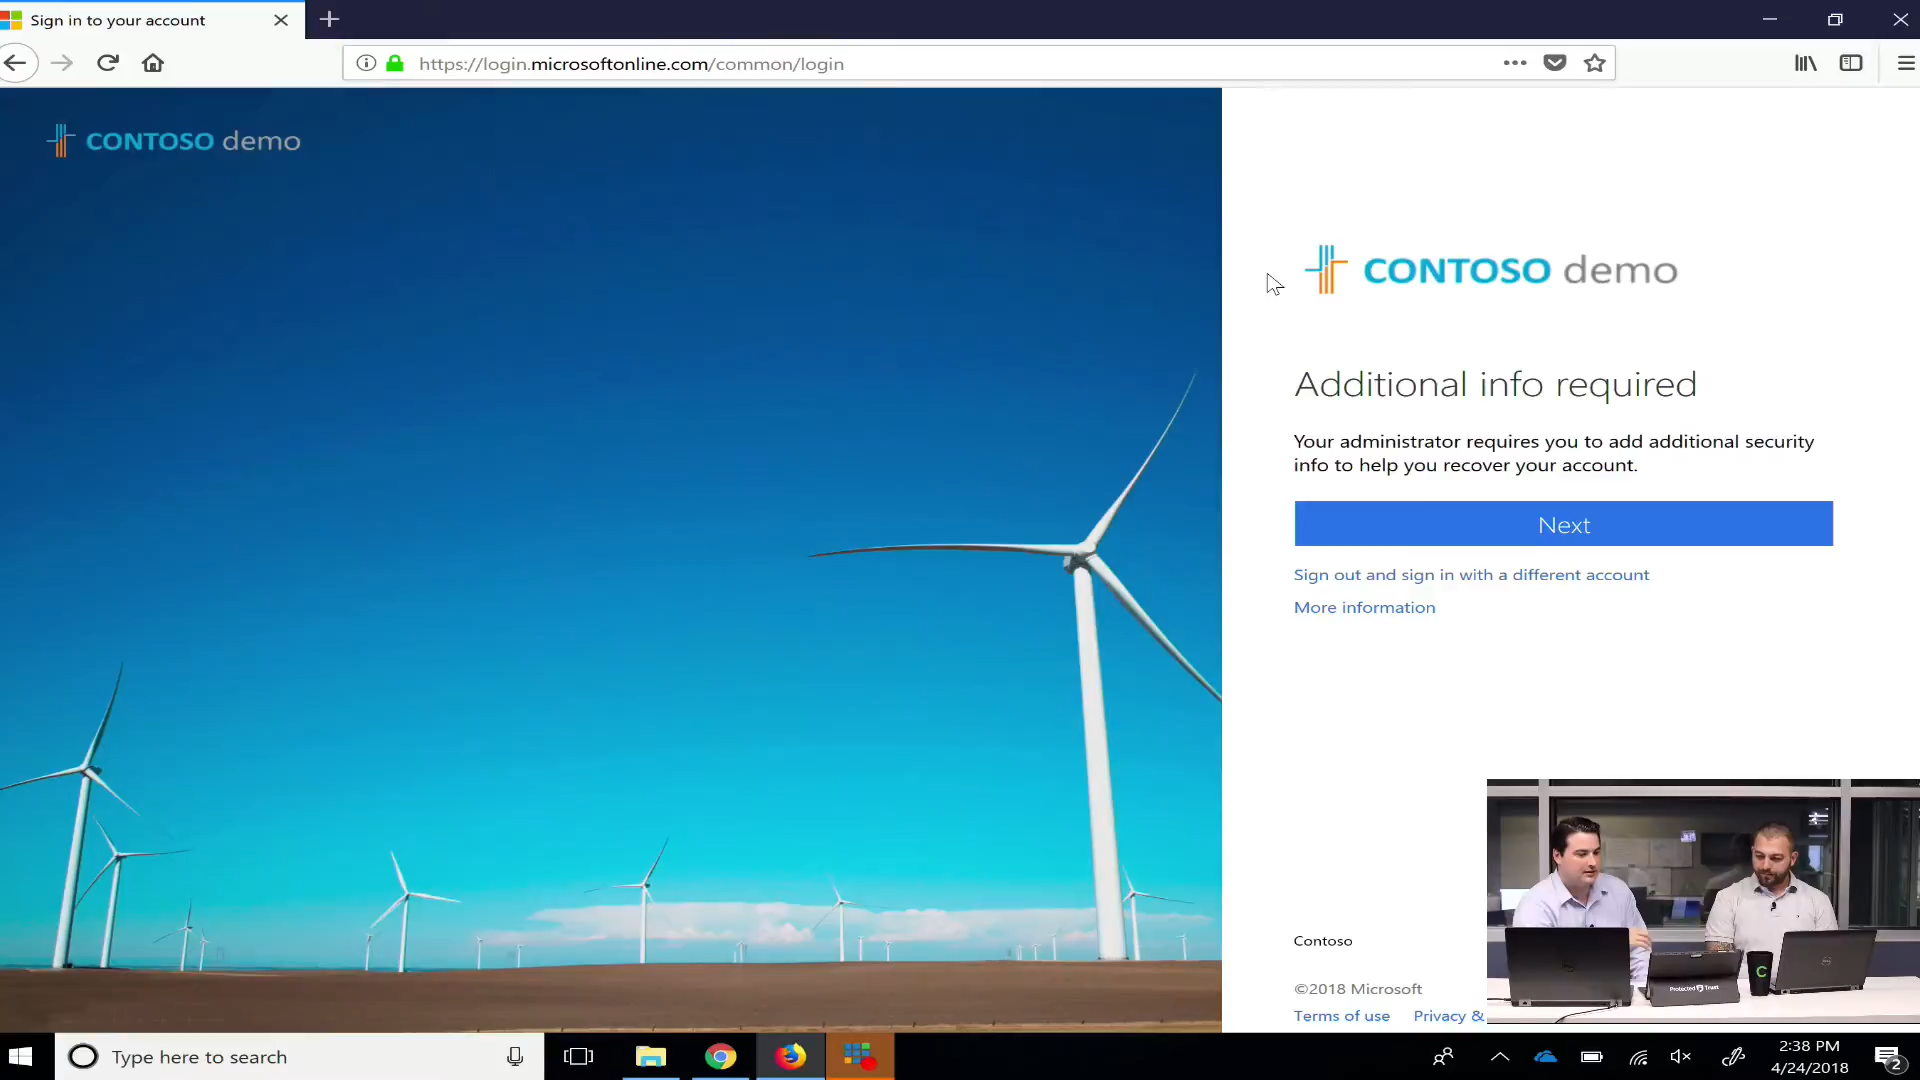 Sign in to your account
https://login.microsoftonline.com/common/login
CONTOSO demo
CONTOSO demo
Additional info required
Your administrator requires you to add additional security
info to help you recover your account.
Next
Sign out and sign in with a different account
More information
Contoso
©2018 Microsoft
Terms of use Privacy &
C
Protected Trust
Type here to search
2:38 PM
4/24/2018
2